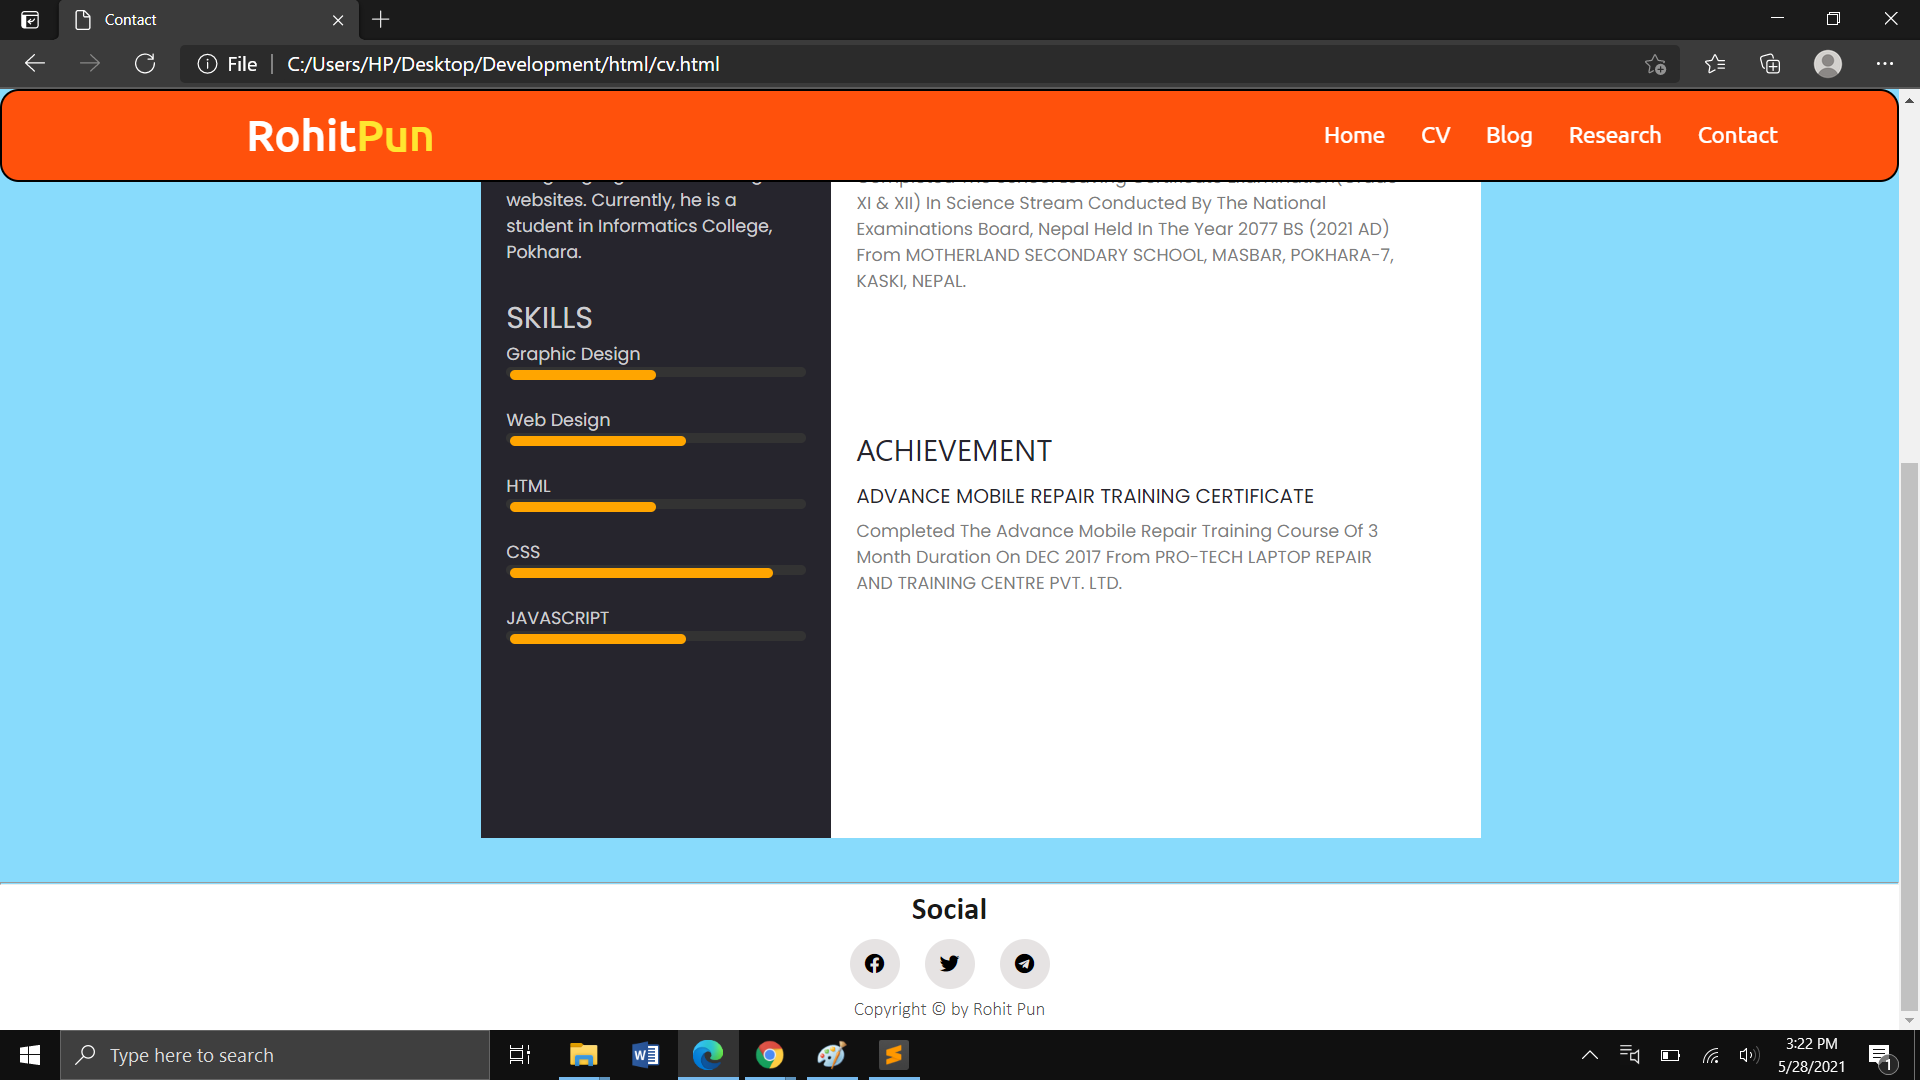 Contact
File
C:/Users/HP/Desktop/Development/html/cv.html
RohitPun
Home CV Blog Research Contact
websites. Currently, he is a
student in Informatics College,
Pokhara.
SKILLS
Graphic Design
Web Design
HTML
CSS
JAVASCRIPT
XI & XII) In Science Stream Conducted By The National
Examinations Board, Nepal Held In The Year 2077 BS (2021 AD)
From MOTHERLAND SECONDARY SCHOOL, MASBAR, POKHARA-7,
KASKI, NEPAL.
ACHIEVEMENT
ADVANCE MOBILE REPAIR TRAINING CERTIFICATE
Completed The Advance Mobile Repair Training Course Of 3
Month Duration On DEC 2017 From PRO-TECH LAPTOP REPAIR
AND TRAINING CENTRE PVT. LTD.
Social
Copyright © by Rohit Pun
Type here to search
3:22 PM
5/28/2021
1